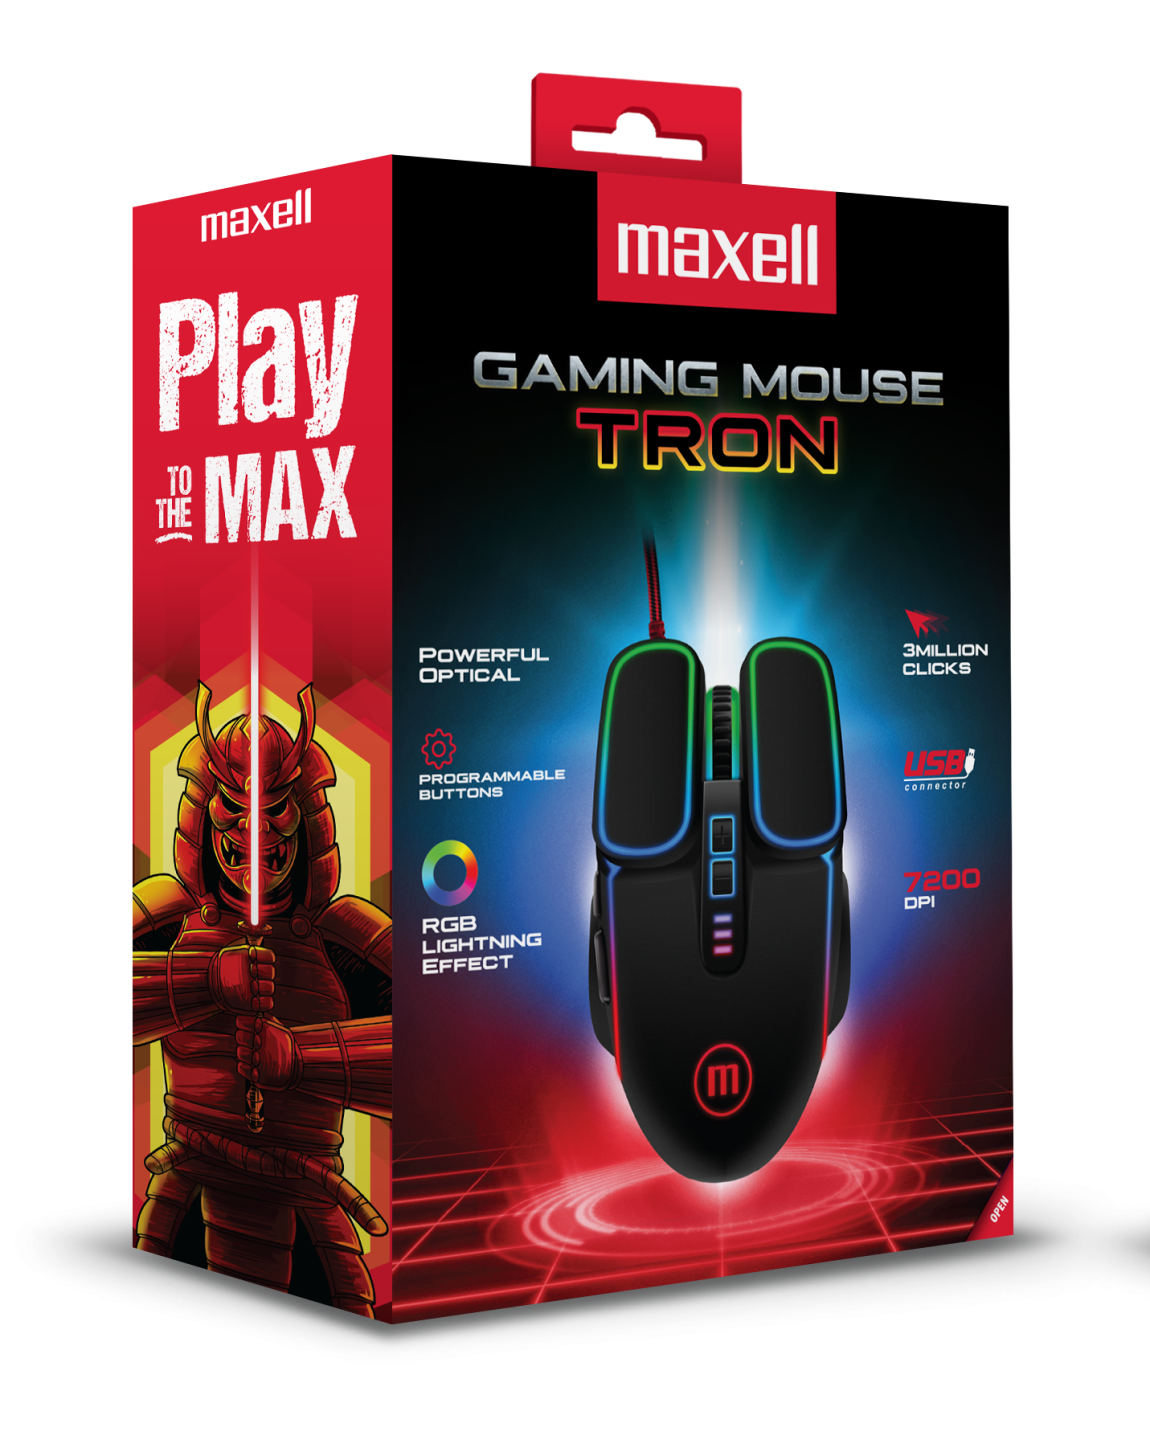 maxell
Play
TO
THE
MAX
maxell
GAMING MOUSE
TRON
POWERFUL
OPTICAL
PROGRAMMABLE
BUTTONS
RGB
LIGHTNING
EFFECT
3MILLION
CLICKS
USB
connector
7200
DPI
m
OPEN